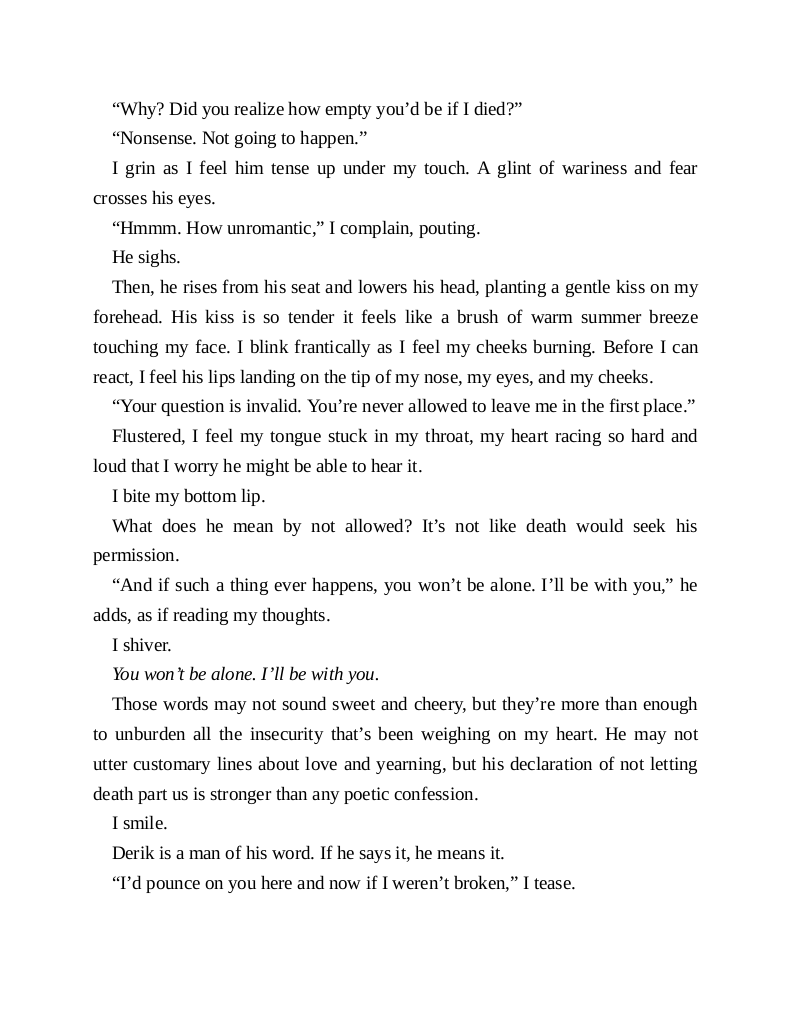 “Why? Did you realize how empty you’d be if I died?”
“Nonsense. Not going to happen.”
I grin as I feel him tense up under my touch. A glint of wariness and fear
crosses his eyes.
“Hmmm. How unromantic,” I complain, pouting.
He sighs.
Then, he rises from his seat and lowers his head, planting a gentle kiss on my
forehead. His kiss is so tender it feels like a brush of warm summer breeze
touching my face. I blink frantically as I feel my cheeks burning. Before I can
react, I feel his lips landing on the tip of my nose, my eyes, and my cheeks.
“Your question is invalid. You’re never allowed to leave me in the first place.”
Flustered, I feel my tongue stuck in my throat, my heart racing so hard and
loud that I worry he might be able to hear it.
I bite my bottom lip.
What does he mean by not allowed? It’s not like death would seek his
permission.
“And if such a thing ever happens, you won’t be alone. I’ll be with you,” he
adds, as if reading my thoughts.
I shiver.
You won’t be alone. I’ll be with you.
Those words may not sound sweet and cheery, but they’re more than enough
to unburden all the insecurity that’s been weighing on my heart. He may not
utter customary lines about love and yearning, but his declaration of not letting
death part us is stronger than any poetic confession.
I smile.
Derik is a man of his word. If he says it, he means it.
“I’d pounce on you here and now if I weren’t broken,” I tease.